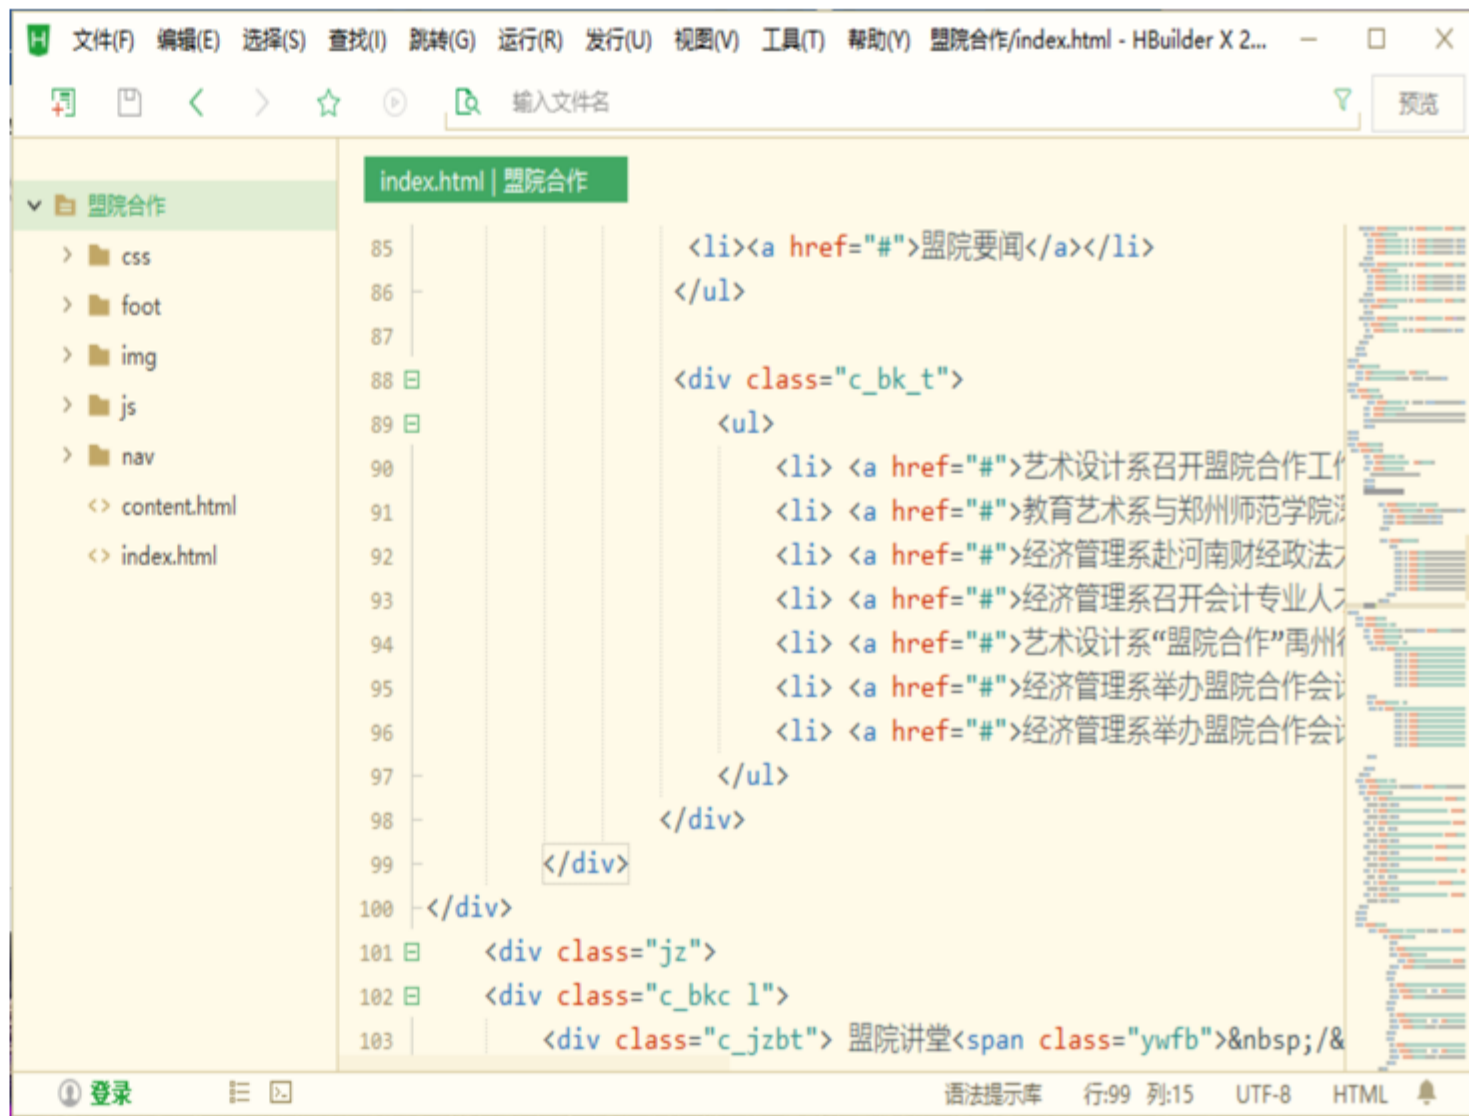 文件(F) 编辑(E) 选择(S) 查找(I) 跳转(G) 运行(R) 发行(U) 视图(V) 工具(T) 帮助(Y) 盟院合作/index.html - HBuilder X 2...
输入文件名 预览
盟院合作
css
foot
img
js
nav
content.html
index.html
index.html | 盟院合作
85 <li><a href="#">盟院要闻</a></li>
86 </ul>
87
88 <div class="c_bk_t">
89 <ul>
90 <li> <a href="#">艺术设计系召开盟院合作工作
91 <li> <a href="#">教育艺术系与郑州师范学院
92 <li> <a href="#">经济管理系赴河南财经政法大
93 <li> <a href="#">经济管理系召开会计专业人才
94 <li> <a href="#">艺术设计系“盟院合作”禹州
95 <li> <a href="#">经济管理系举办盟院合作会计
96 <li> <a href="#">经济管理系举办盟院合作会计
97 </ul>
98 </div>
99 </div>
100 </div>
101 <div class="jz">
102 <div class="c_bkc l">
103 <div class="c_jzbt"> 盟院讲堂<span class="ywfb">&nbsp;/&
登录 语法提示库 行:99 列:15 UTF-8 HTML